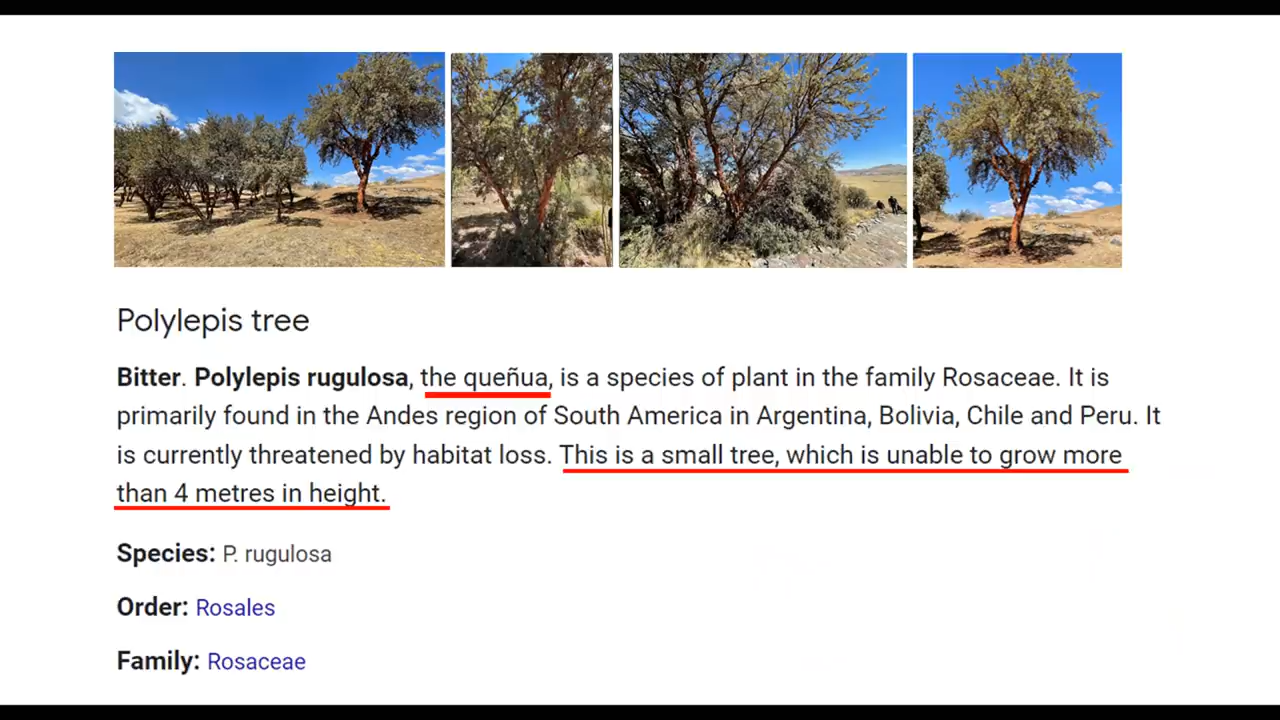 Polylepis tree
Bitter. Polylepis rugulosa, the queñua, is a species of plant in the family Rosaceae. It is
primarily found in the Andes region of South America in Argentina, Bolivia, Chile and Peru. It
is currently threatened by habitat loss. This is a small tree, which is unable to grow more
than 4 metres in height.
Species: P. rugulosa
Order: Rosales
Family: Rosaceae